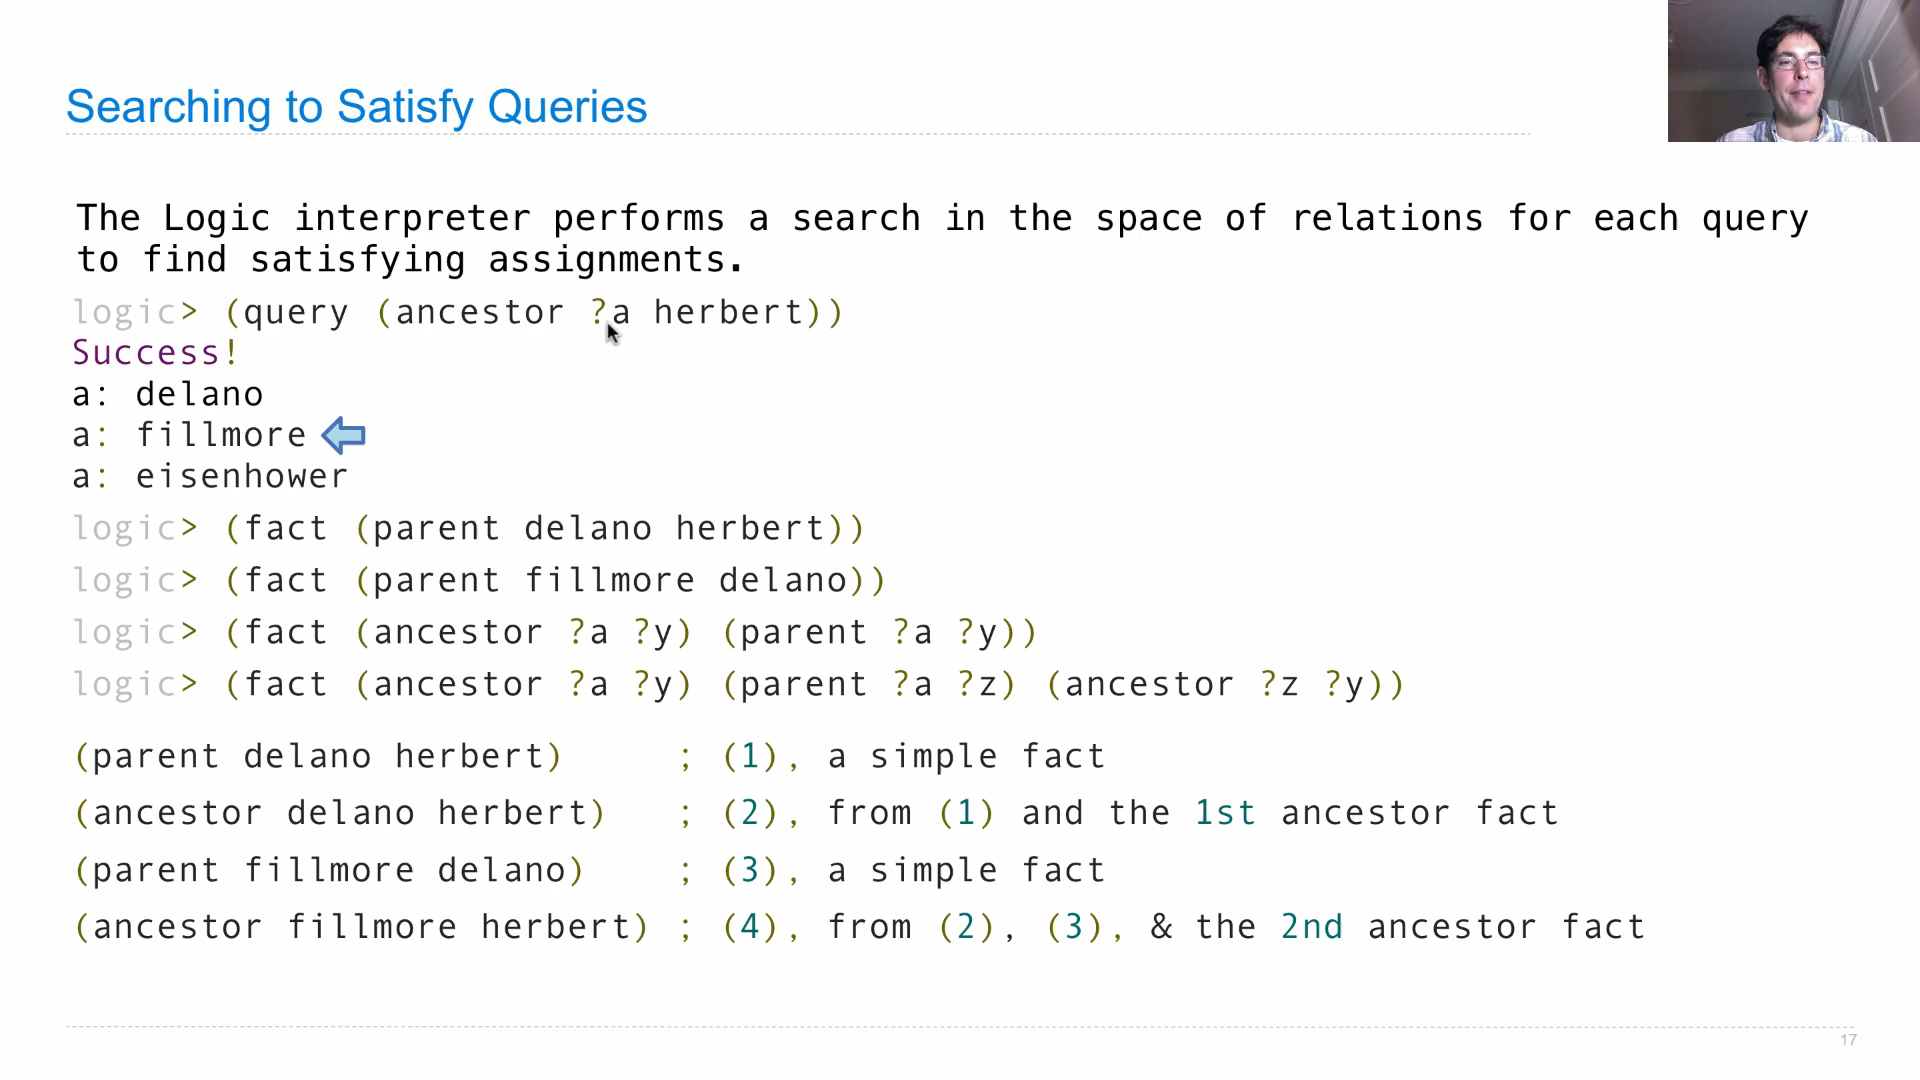 Searching to Satisfy Queries
The Logic interpreter performs a search in the space of relations for each query
to find satisfying assignments.
logic> (query (ancestor ?a herbert))
Success!
a: delano
a: fillmore
a: eisenhower
logic> (fact (parent delano herbert))
logic> (fact (parent fillmore delano))
logic> (fact (ancestor ?a ?y) (parent ?a ?y))
logic> (fact (ancestor ?a ?y) (parent ?a ?z) (ancestor ?z ?y))
(parent delano herbert) ; (1), a simple fact
(ancestor delano herbert) ; (2), from (1) and the 1st ancestor fact
(parent fillmore delano) ; (3), a simple fact
(ancestor fillmore herbert) ; (4), from (2), (3), & the 2nd ancestor fact
17